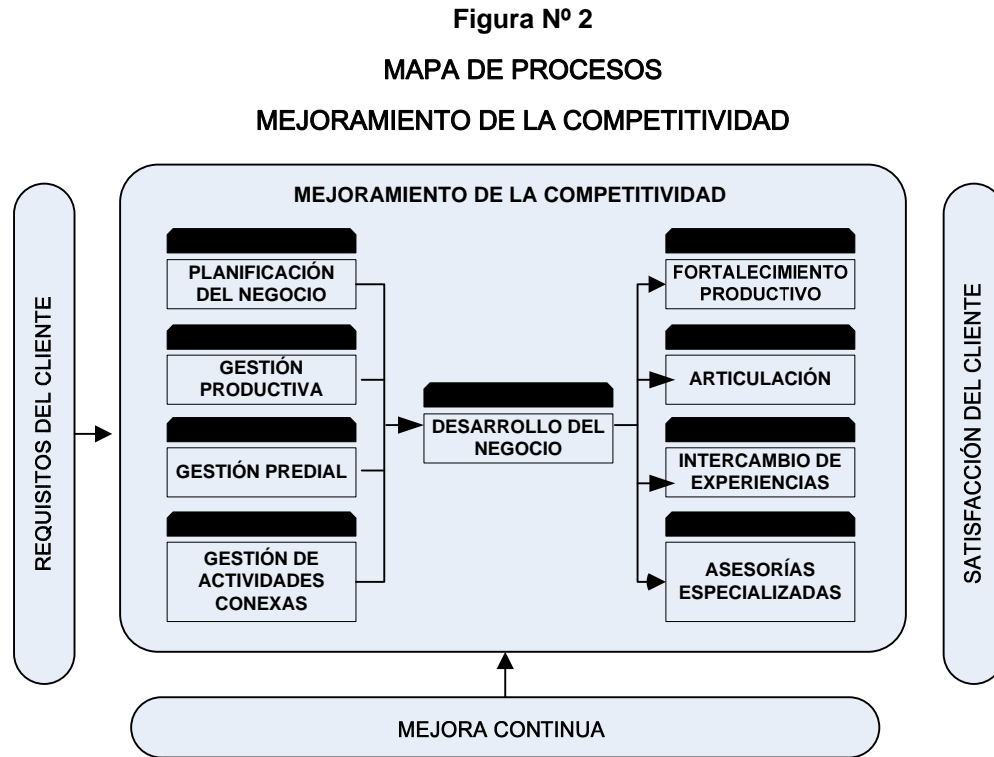 Figura Nº 2
MAPA DE PROCESOS
MEJORAMIENTO DE LA COMPETITIVIDAD
REQUISITOS DEL CLIENTE
MEJORAMIENTO DE LA COMPETITIVIDAD
PLANIFICACIÓN
DEL NEGOCIO
GESTIÓN
PRODUCTIVA
GESTIÓN PREDIAL
GESTIÓN DE
ACTIVIDADES
CONEXAS
DESARROLLO DEL
NEGOCIO
FORTALECIMIENTO
PRODUCTIVO
ARTICULACIÓN
INTERCAMBIO DE
EXPERIENCIAS
ASESORÍAS
ESPECIALIZADAS
SATISFACCIÓN DEL CLIENTE
MEJORA CONTINUA